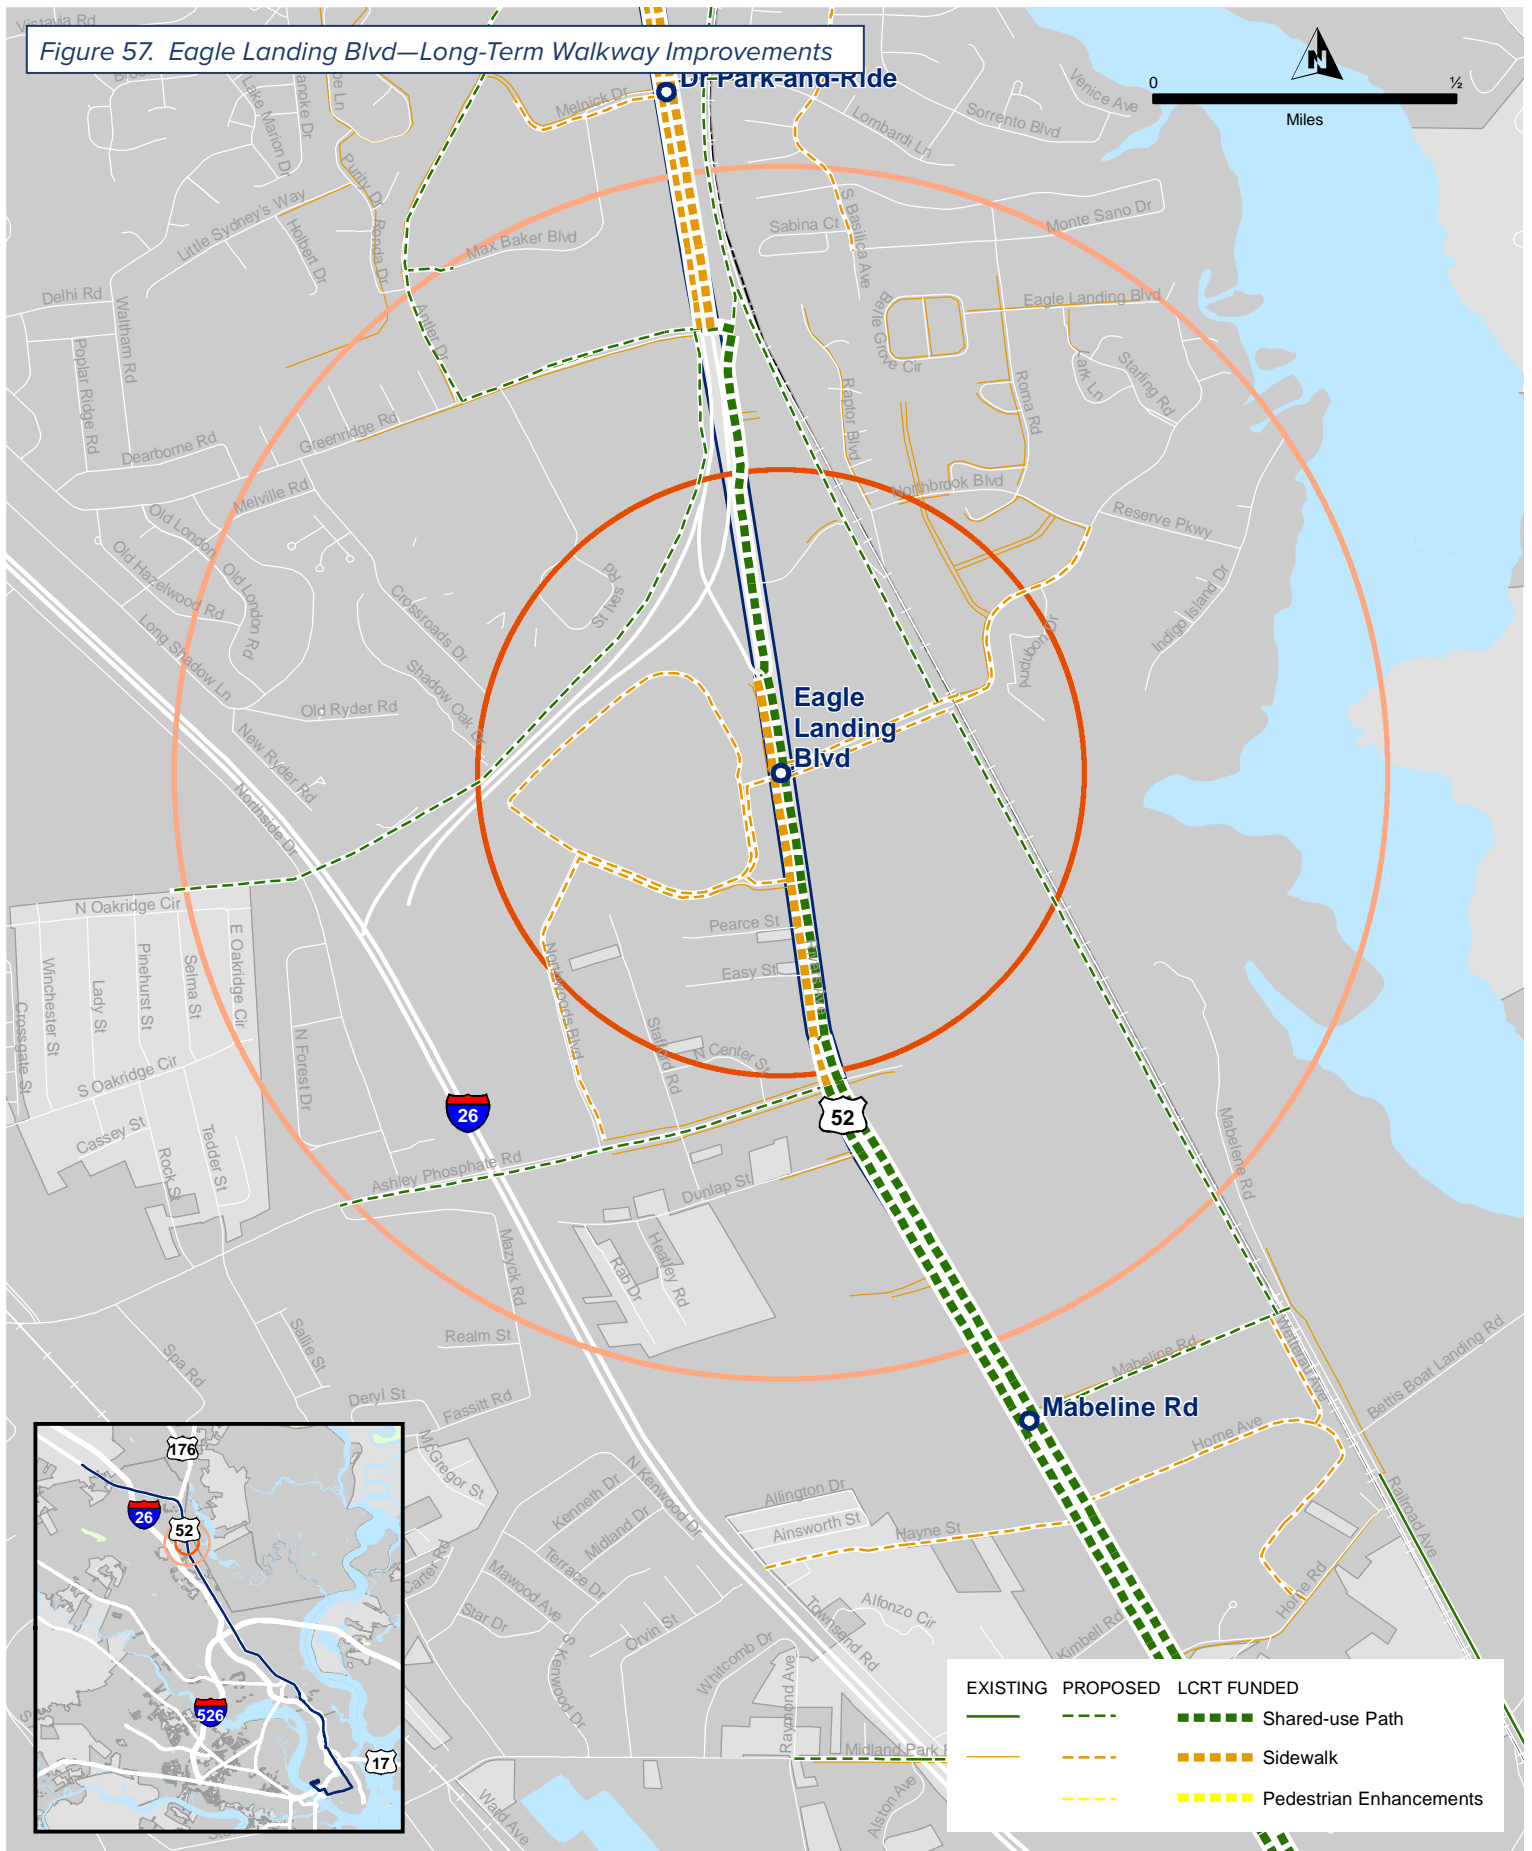 Vistavia Rd
Figure 57. Eagle Landing Blvd—Long-Term Walkway Improvements
Dr Park-and-Ride
N
0 ½
Miles
Venice Ave
Sorrento Blvd
Lombardi Ln
Melnick Dr
Lake Marion Dr
Purity Dr
Little Sydney's Way
Holbert Dr
Ronda Dr
Max Baker Blvd
Sabina Ct
S Basilica Ave
Monte Sano Dr
Delhi Rd
Waltham Rd
Antler Dr
Belle Grove Cir
Eagle Landing Blvd
Poplar Ridge Rd
Lark Ln
Starling Rd
Raptor Blvd
Roma Rd
Dearborne Rd
Greenridge Rd
Melville Rd
Northbrook Blvd
Reserve Pkwy
Old London
Old Hazelwood Rd
Old London Rd
Crossroads Dr
St Ives Rd
Indigo Island Dr
Long Shadow Ln
Shadow Oak Dr
Audubon Dr
Old Ryder Rd
New Ryder Rd
Eagle
Landing
Blvd
Northside Dr
N Oakridge Cir
Pearce St
Easy St
Rivers Ave
Winchester St
Lady St
Pinehurst St
Selma St
E Oakridge Cir
Northwoods Blvd
Crossgate St
N Forest Dr
Stafford Rd
N Center St
S Oakridge Cir
26
52
Cassey St
Rock St
Tedder St
Ashley Phosphate Rd
Dunlap St
Mabelene Rd
Mazyck Rd
Rab Dr
Heatley Rd
Sallie St
Realm St
Spa Rd
Mabeline Rd
Wetterau Ave
Bettis Boat Landing Rd
Deryl St
Fassitt Rd
Mabeline Rd
Horne Ave
McGregor St
N Kenwood Dr
Kenneth Dr
Midland Dr
Allington Dr
Ainsworth St
Hayne St
Railroad Ave
Carter Rd
Terrace Dr
Mawood Ave
Star Dr
Orvin St
S Kenwood Dr
Whitcomb Dr
Townsend Rd
Alfonzo Cir
Kimbell Rd
Horne Rd
Raymond Ave
Midland Park
Alston Ave
Ward Ave
176
26
52
526
17
EXISTING PROPOSED LCRT FUNDED
Shared-use Path
Sidewalk
Pedestrian Enhancements